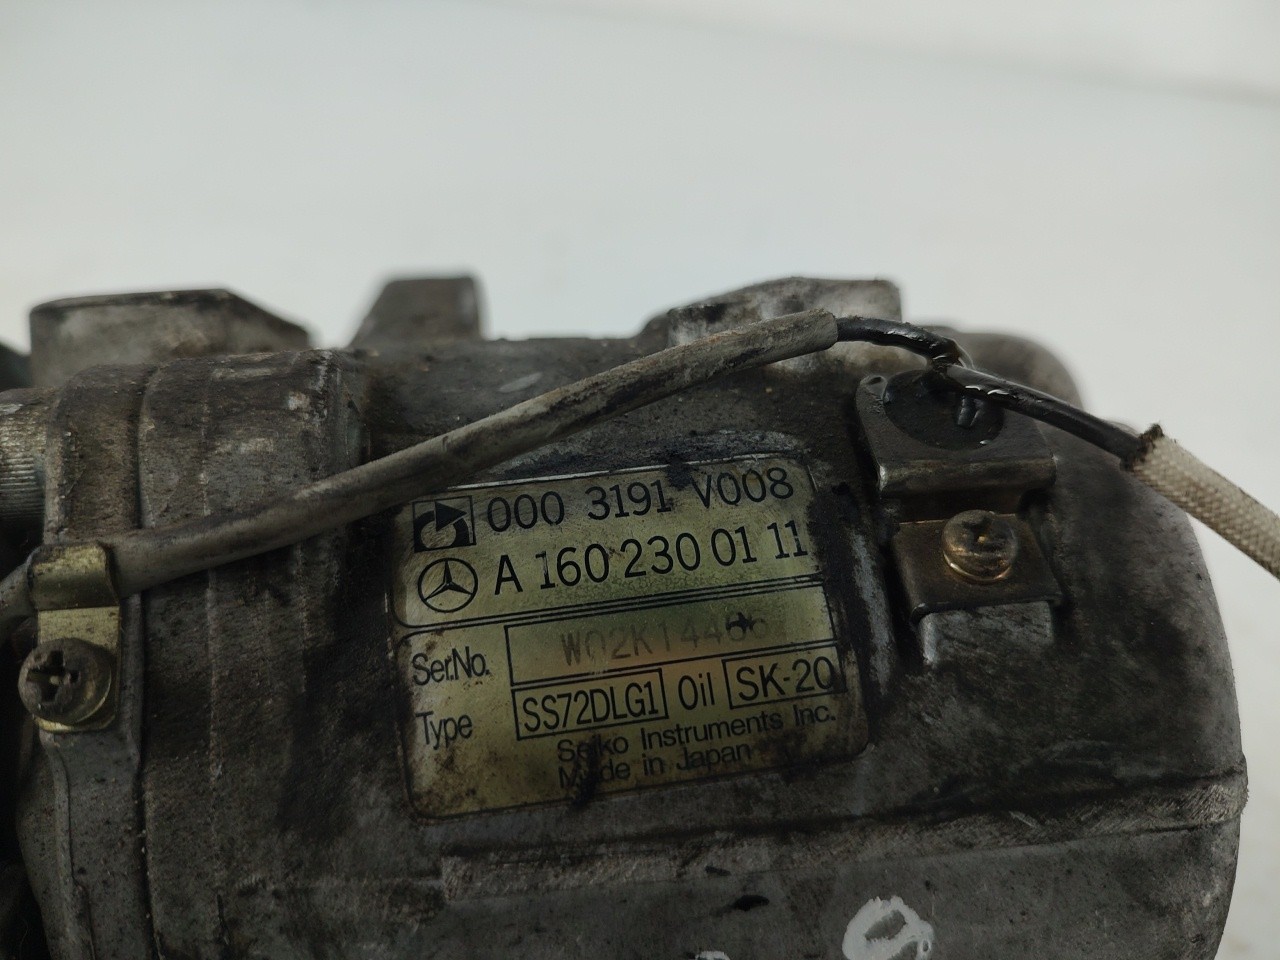 000 3191 V008
A 160 230 01 11
Ser.No.
Type SS72DLG1 Oil SK-20
Seiko Instruments Inc.
Made in Japan